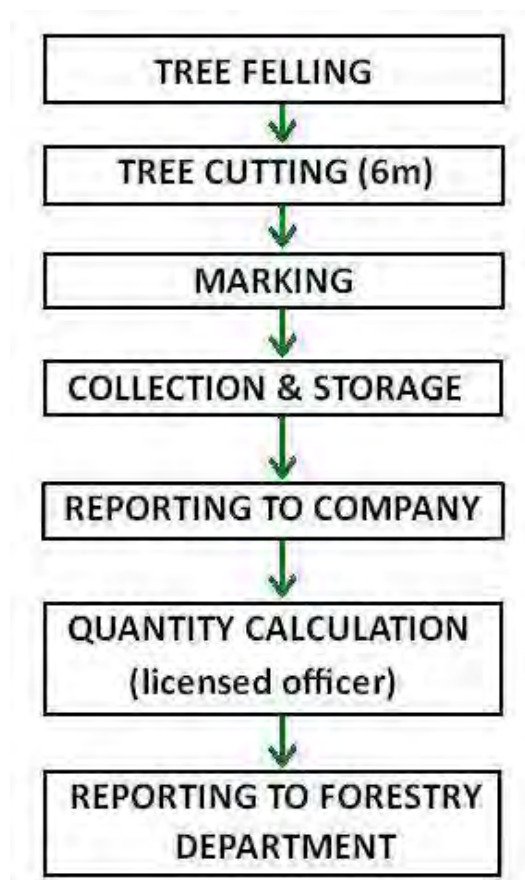 TREE FELLING
TREE CUTTING (6m)
MARKING
COLLECTION & STORAGE
REPORTING TO COMPANY
QUANTITY CALCULATION
(licensed officer)
REPORTING TO FORESTRY
DEPARTMENT